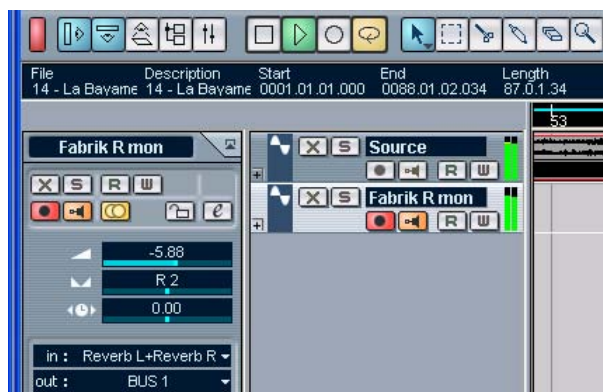 File Description Start End Length
14 - La Bayame 14 - La Bayame 0001.01.01.000 0088.01.02.034 87.0.1.34
53
Fabrik R mon
X S R W
e
-5.88
R 2
0.00
in : Reverb L+Reverb R
out : BUS 1
X S Source
R W
X S Fabrik R mon
R W